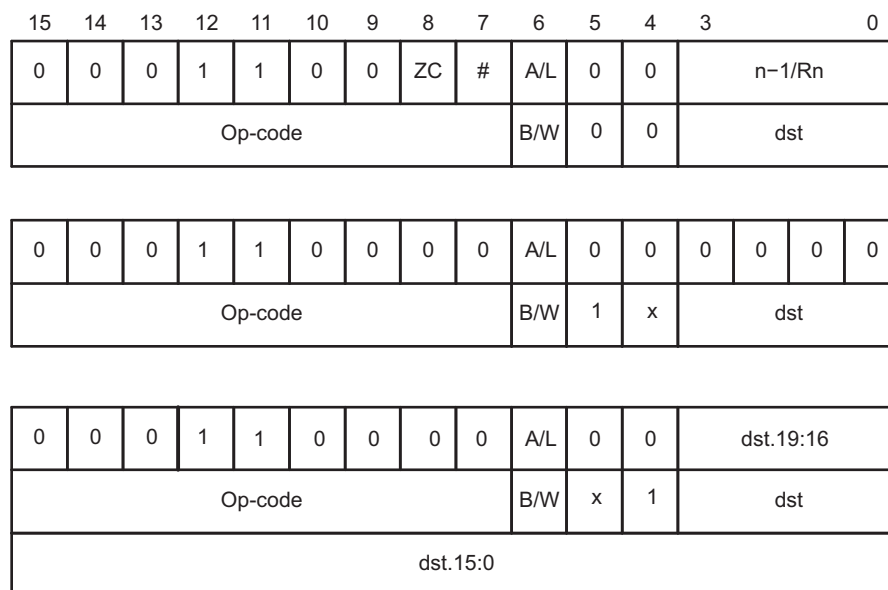 15 14 13 12 11 10 9 8 7 6 5 4 3 0
0 0 0 1 1 0 0 ZC # A/L 0 0 n−1/Rn
Op-code B/W 0 0 dst
0 0 0 1 1 0 0 0 0 A/L 0 0 0 0 0 0
Op-code B/W 1 x dst
0 0 0 1 1 0 0 0 0 A/L 0 0 dst.19:16
Op-code B/W x 1 dst
dst.15:0